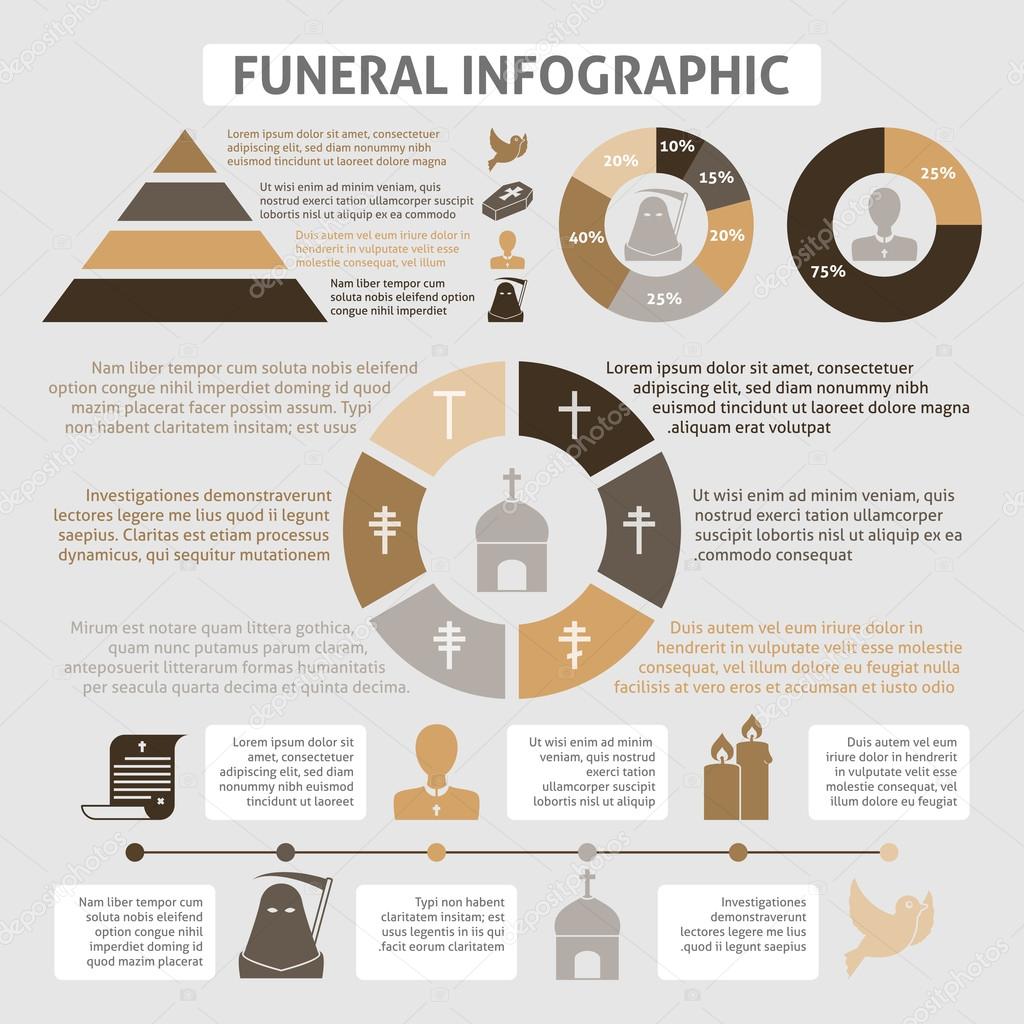 FUNERAL INFOGRAPHIC
Lorem ipsum dolor sit amet, consectetur
adipiscing elit, sed diam nonummy nibh
euismod tincidunt ut laoreet dolore magna
Ut wisi enim ad minim veniam, quis
nostrud exerci tation ullamcorper suscipit
lobortis nisl ut aliquip ex ea commodo
Duis autem vel eum iriure dolor in
hendrerit in vulputate velit esse
molestie consequat, vel illum
Nam liber tempor cum
soluta nobis eleifend option
congue nihil imperdiet
10%
15%
20%
25%
40%
20%
25%
75%
Nam liber tempor cum soluta nobis eleifend
option congue nihil imperdiet doming id quod
mazim placerat facer possim assum. Typi
non habent claritatem insitam; est usus
Lorem ipsum dolor sit amet, consectetuer
adipiscing elit, sed diam nonummy nibh
euismod tincidunt ut laoreet dolore magna
.aliquam erat volutpat
Investigationes demonstraverunt
lectores legere me lius quod ii legunt
saepius. Claritas est etiam processus
dynamicus, qui sequitur mutationem
Ut wisi enim ad minim veniam, quis
nostrud exerci tation ullamcorper
suscipit lobortis nisl ut aliquip ex ea
.commodo consequat
Mirum est notare quam littera gothica,
quam nunc putamus parum claram,
anteposuerit litterarum formas humanitatis
per seacula quarta decima et quinta decima.
Duis autem vel eum iriure dolor in
hendrerit in vulputate velit esse molestie
consequat, vel illum dolore eu feugiat nulla
facilisis at vero eros et accumsan et iusto odio
Lorem ipsum dolor sit
amet, consectetuer
adipiscing elit, sed diam
nonummy nibh euismod
tincidunt ut laoreet
Ut wisi enim ad minim
veniam, quis nostrud
exerci tation
ullamcorper suscipit
lobortis nisl ut aliquip
Duis autem vel eum
iriure dolor in hendrerit
in vulputate velit esse
molestie consequat, vel
illum dolore eu feugiat
Nam liber tempor cum
soluta nobis eleifend
option congue nihil
imperdiet doming id
quod mazim placerat
Typi non habent
claritatem insitam; est
usus legentis in iis qui
.facit eorum claritatem
Investigationes
demonstraverunt
lectores legere me lius
.quod ii legunt saepius
depositphotos